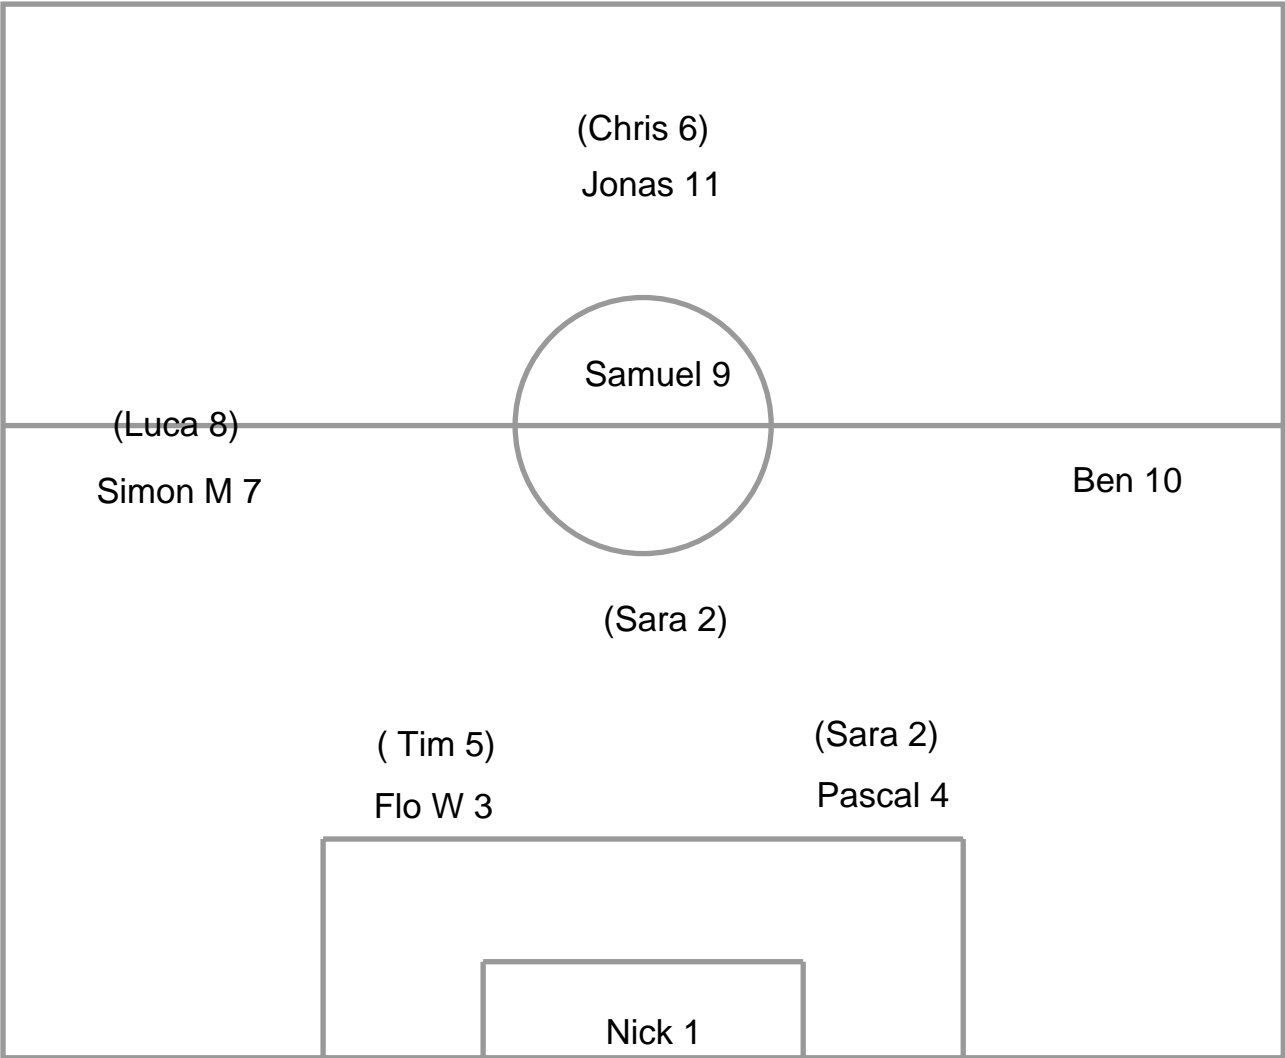 (Chris 6)
Jonas 11
Samuel 9
(Luca 8)
Simon M 7
Ben 10
(Sara 2)
( Tim 5)
(Sara 2)
Flo W 3
Pascal 4
Nick 1